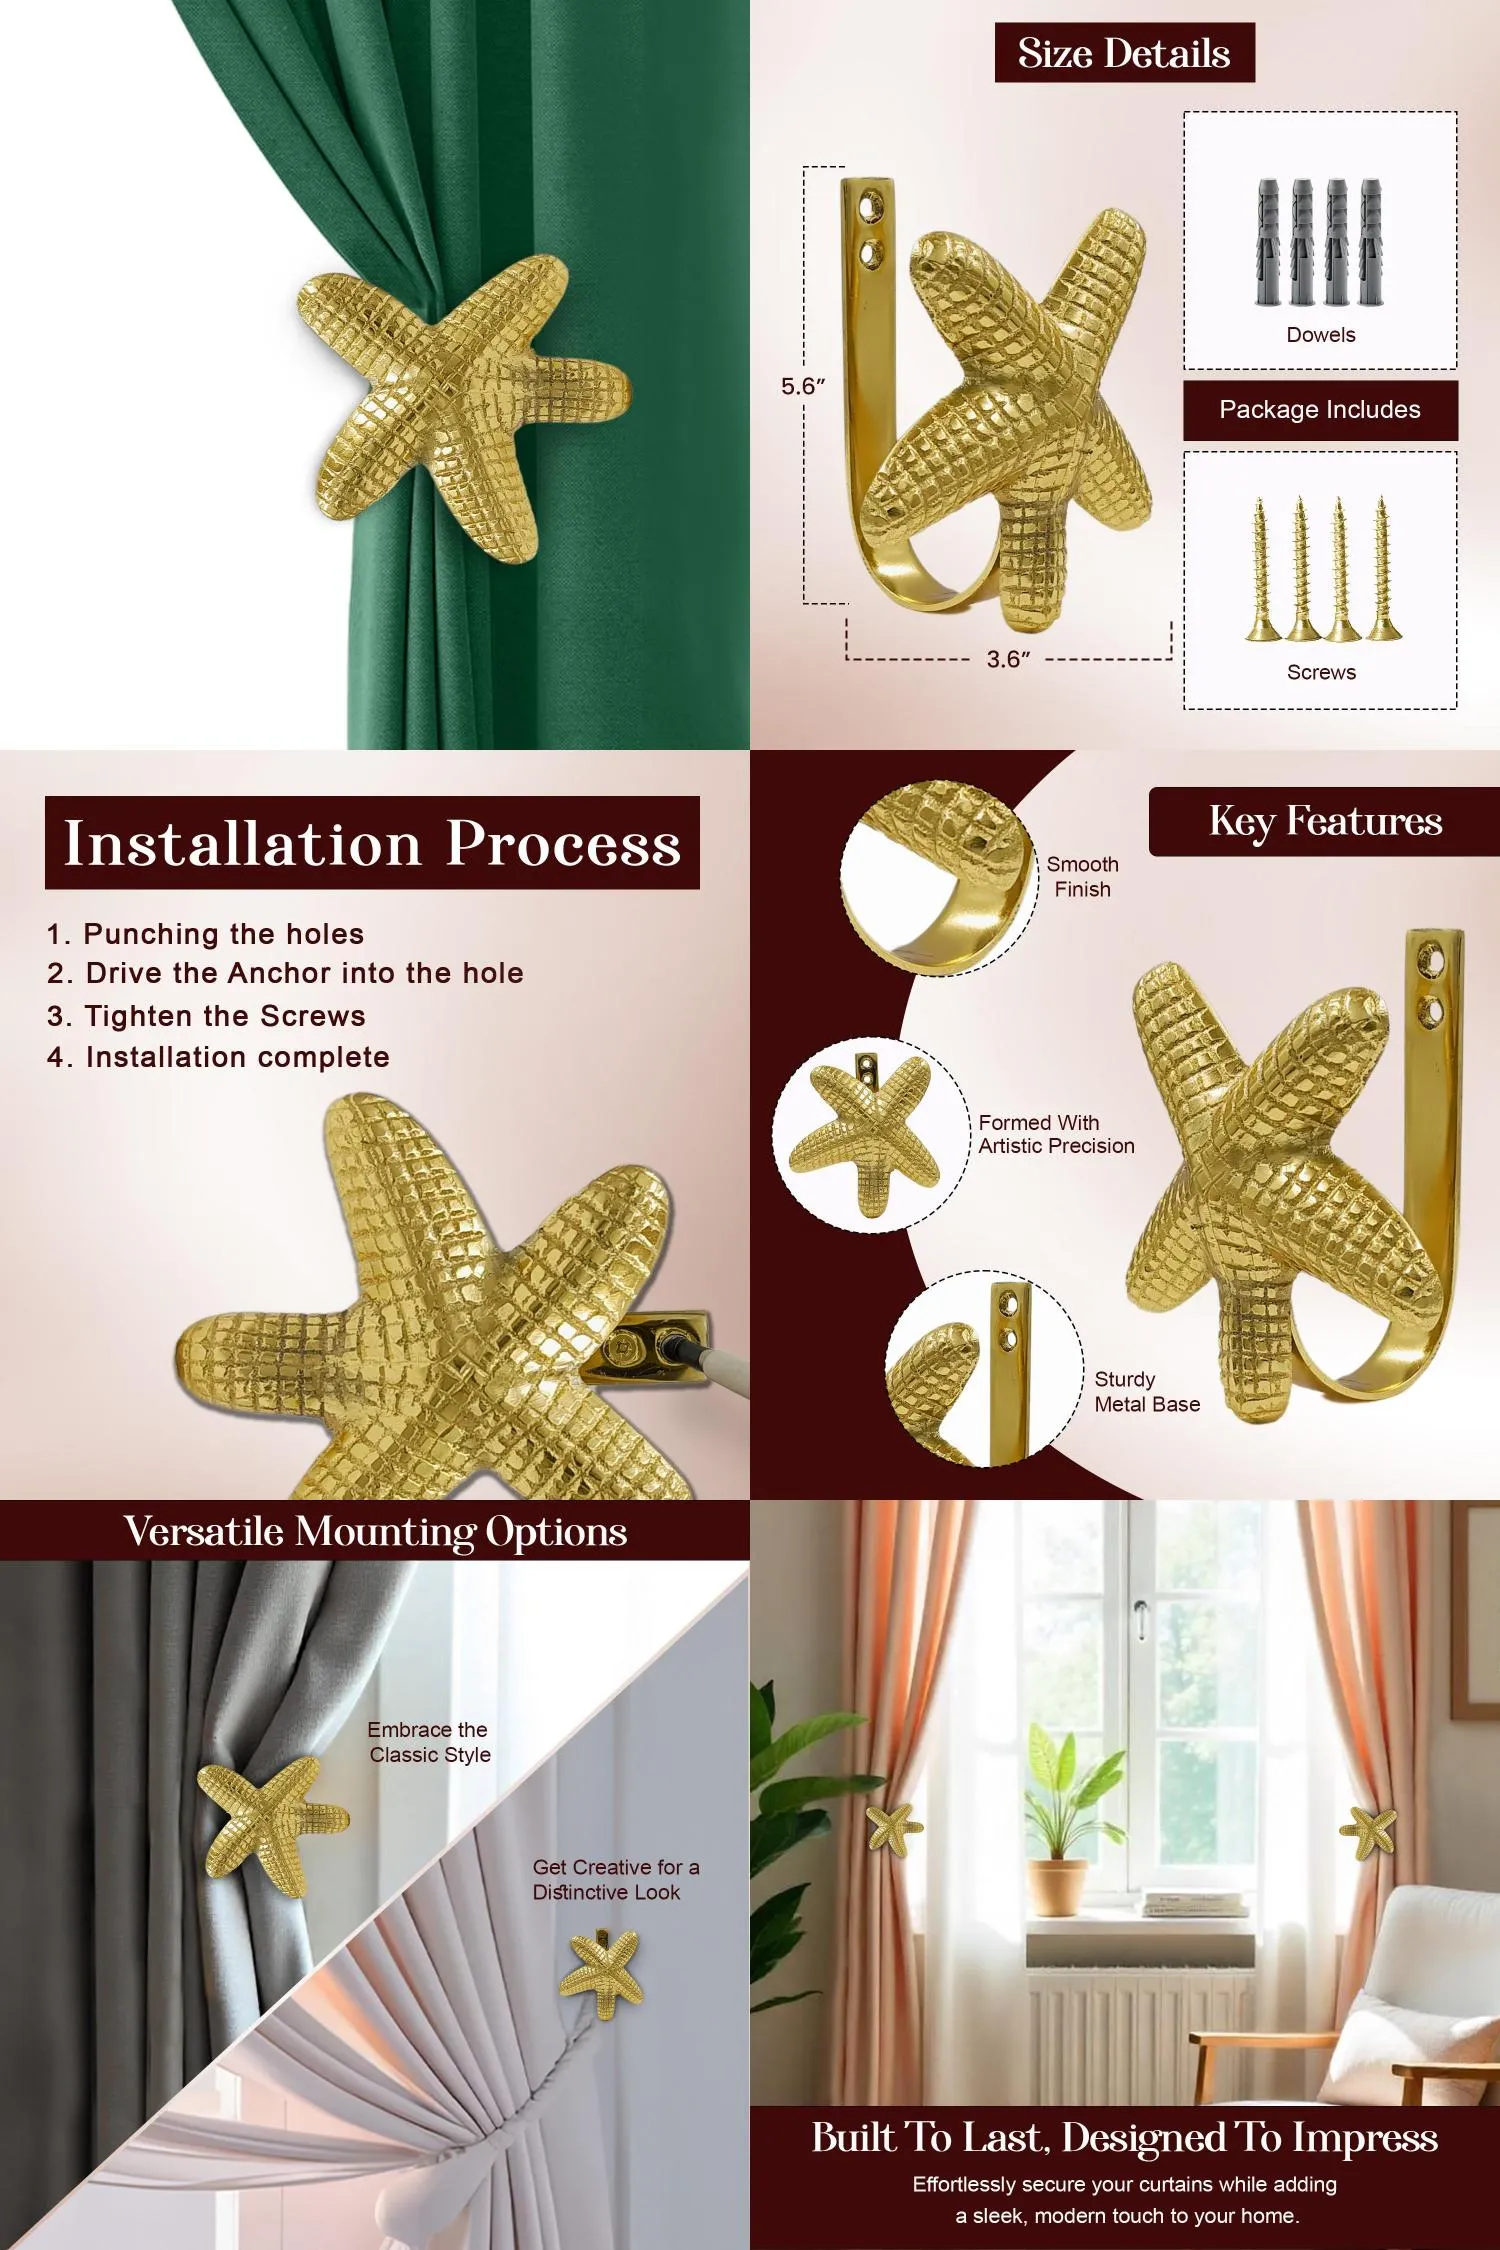 Size Details
5.6”
3.6”
Dowels
Package Includes
Screws
Installation Process
1. Punching the holes
2. Drive the Anchor into the hole
3. Tighten the Screws
4. Installation complete
Key Features
Smooth
Finish
Formed With
Artistic Precision
Sturdy
Metal Base
Versatile Mounting Options
Embrace the
Classic Style
Get Creative for a
Distinctive Look
Built To Last, Designed To Impress
Effortlessly secure your curtains while adding
a sleek, modern touch to your home.